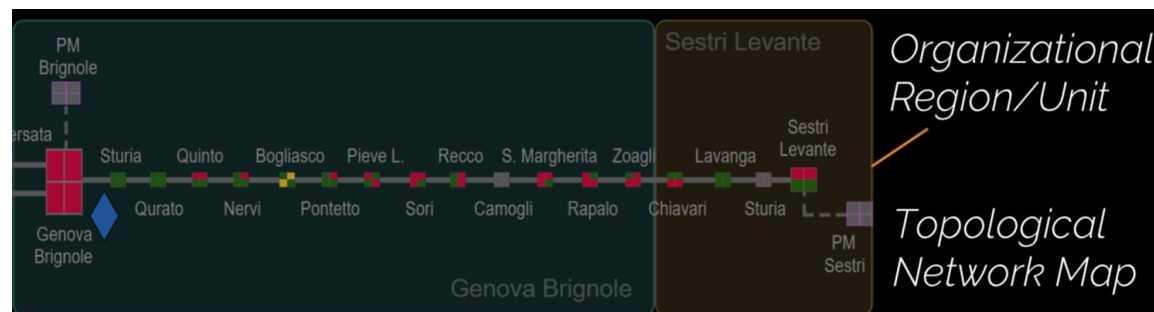 PM
Brignole
ersata
Sturia
Quinto
Bogliasco
Pieve L.
Recco
S. Margherita
Zoagli
Qurato
Nervi
Pontetto
Sori
Camogli
Rapalo
Genova
Brignole
Genova Brignole
Sestri Levante
Lavanga
Sestri
Levante
Chiavari
Sturia
PM
Sestri
Organizational
Region/Unit
Topological
Network Map